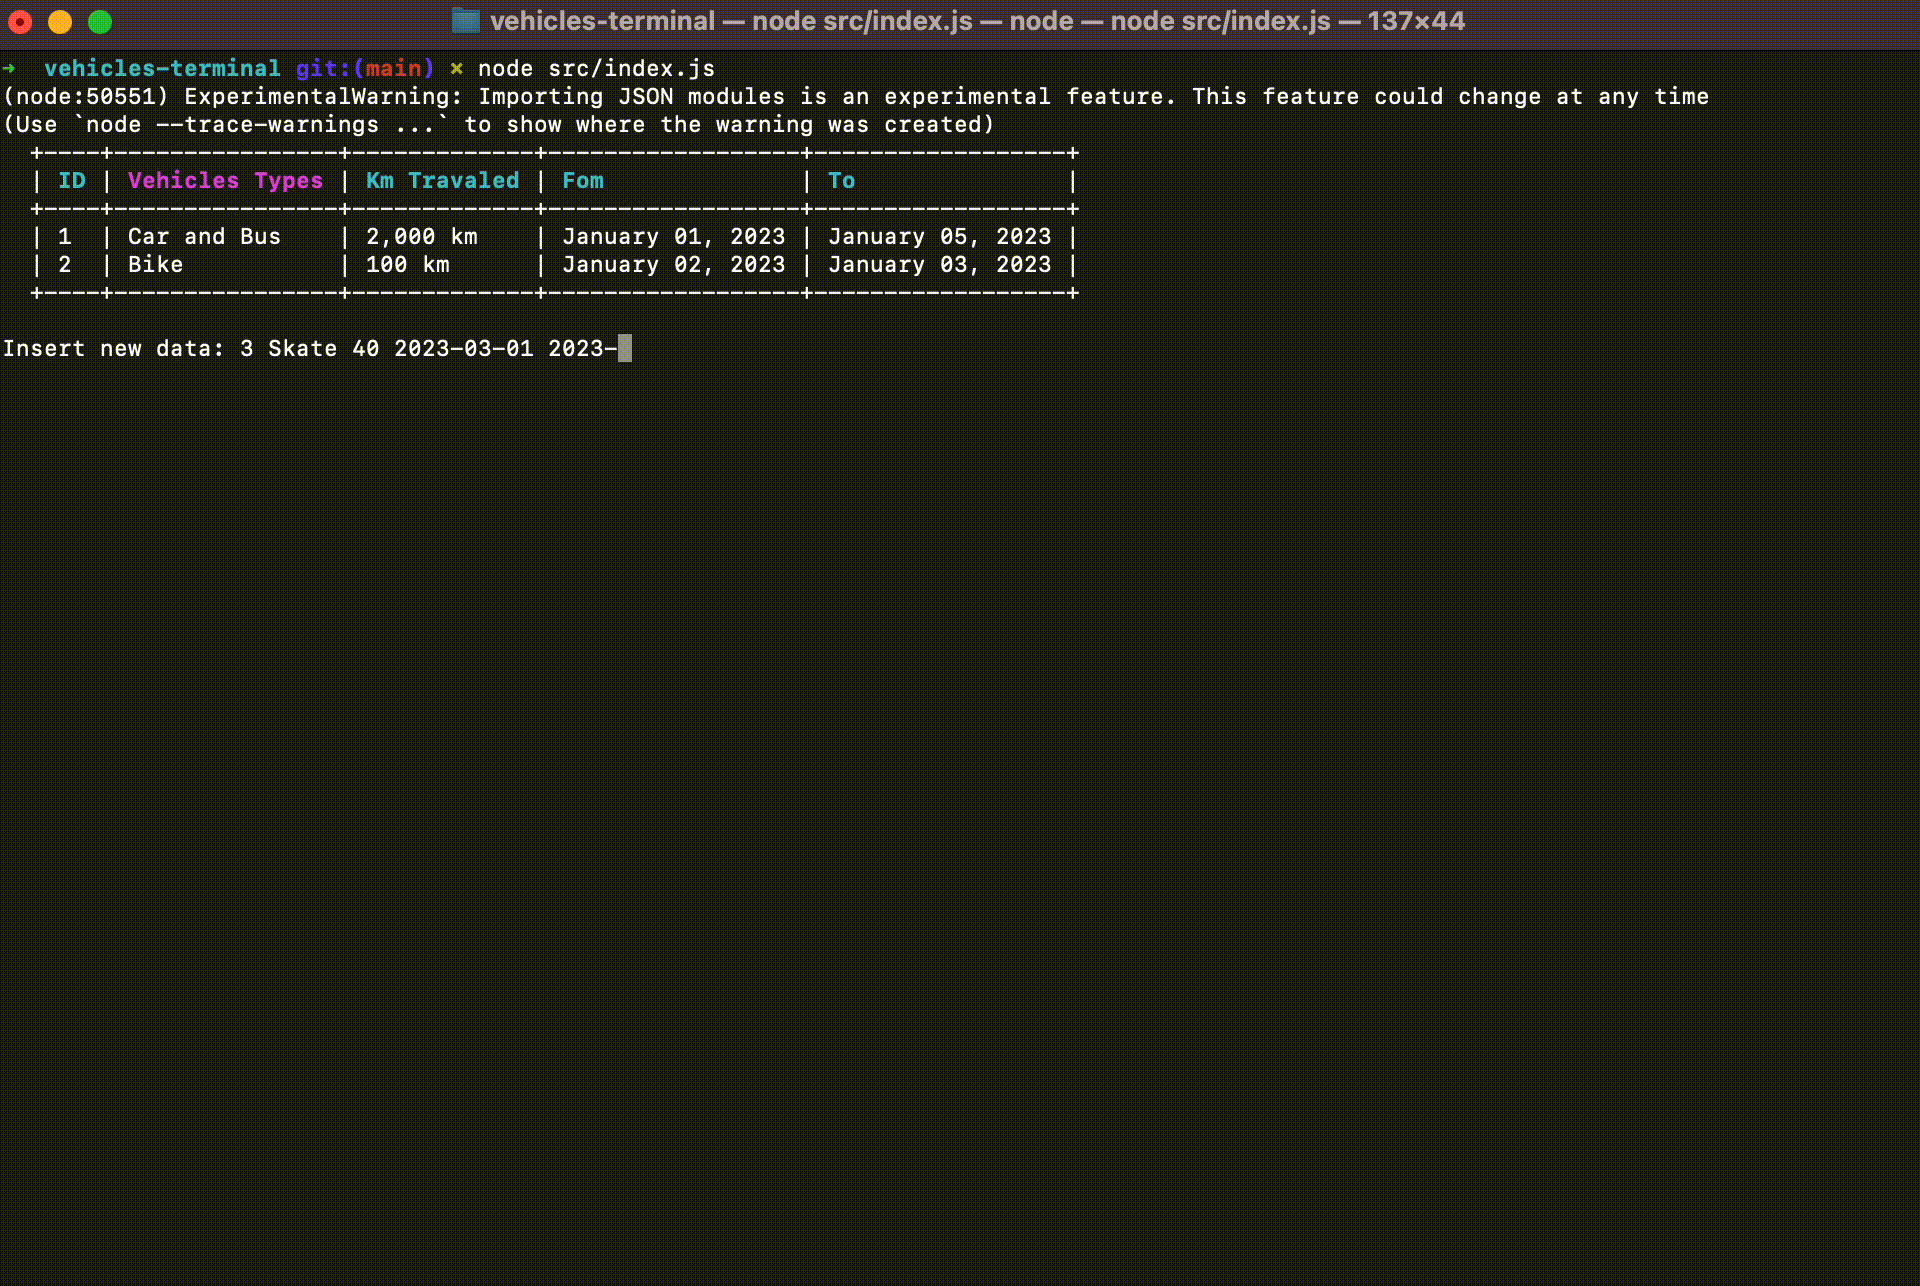 vehicles-terminal — node src/index.js — node — node src/index.js — 137×44
➜  vehicles-terminal git:(main) ✗ node src/index.js
(node:50551) ExperimentalWarning: Importing JSON modules is an experimental feature. This feature could change at any time
(Use `node --trace-warnings ...` to show where the warning was created)
+----+----------------+-------------+------------------+------------------+
| ID | Vehicles Types | Km Travaled | Fom              | To               |
+----+----------------+-------------+------------------+------------------+
| 1  | Car and Bus    | 2,000 km    | January 01, 2023 | January 05, 2023 |
| 2  | Bike           | 100 km      | January 02, 2023 | January 03, 2023 |
+----+----------------+-------------+------------------+------------------+
Insert new data: 3 Skate 40 2023-03-01 2023-